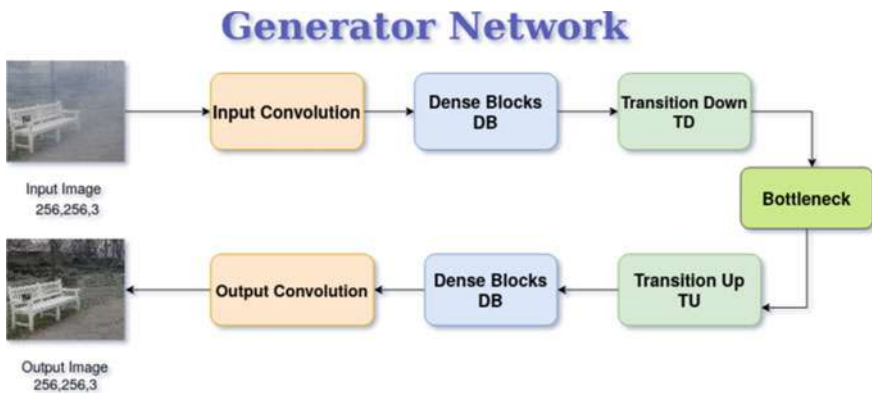 Generator Network
Input Convolution
Dense Blocks
DB
Transition Down
TD
Input Image
256,256,3
Bottleneck
Transition Up
TU
Dense Blocks
DB
Output Convolution
Output Image
256,256,3